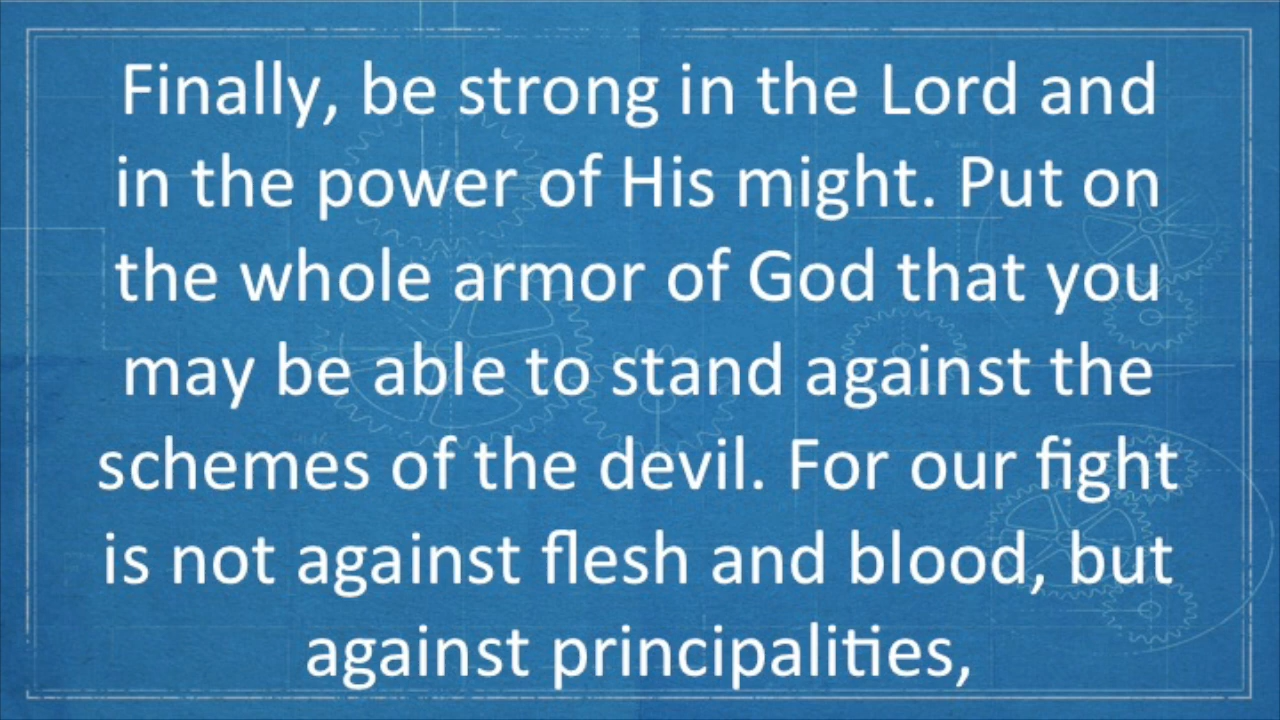 Finally, be strong in the Lord and
in the power of His might. Put on
the whole armor of God that you
may be able to stand against the
schemes of the devil. For our fight
is not against flesh and blood, but
against principalities,